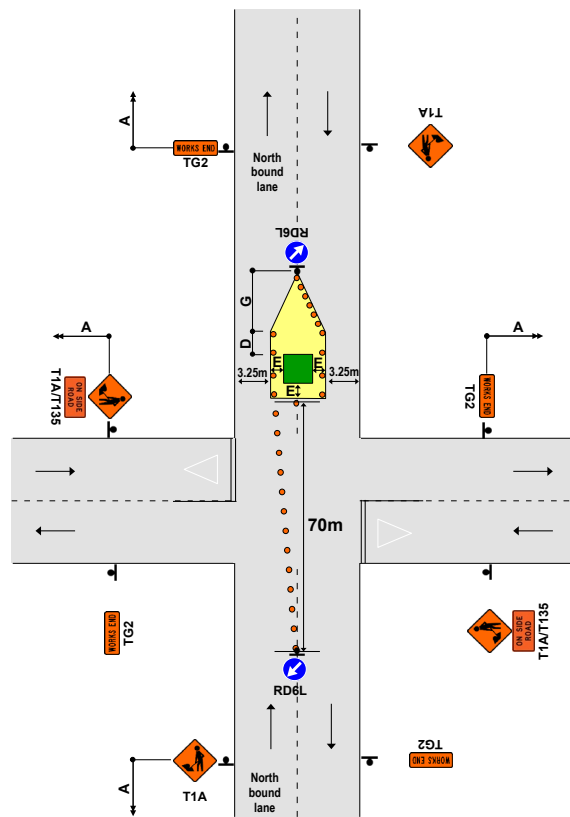 A
WORKS END
TG2
T1A
North
bound
lane
RD6L
G
D
A
A
3.25m
E
E
3.25m
E
T1A/T135
ON SIDE
ROAD
TG2
WORKS END
70m
WORKS END
TG2
ON SIDE
ROAD
T1A/T135
RD6L
TG2
WORKS END
A
T1A
North
bound
lane